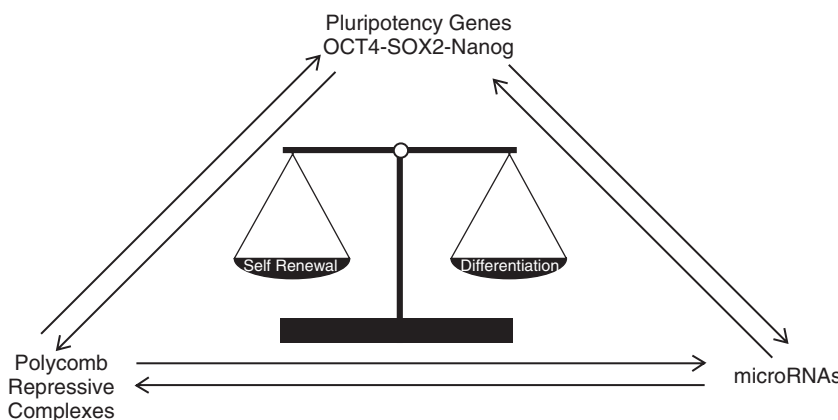 Pluripotency Genes
OCT4-SOX2-Nanog
Self Renewal
Differentiation
Polycomb
Repressive
Complexes
microRNAs